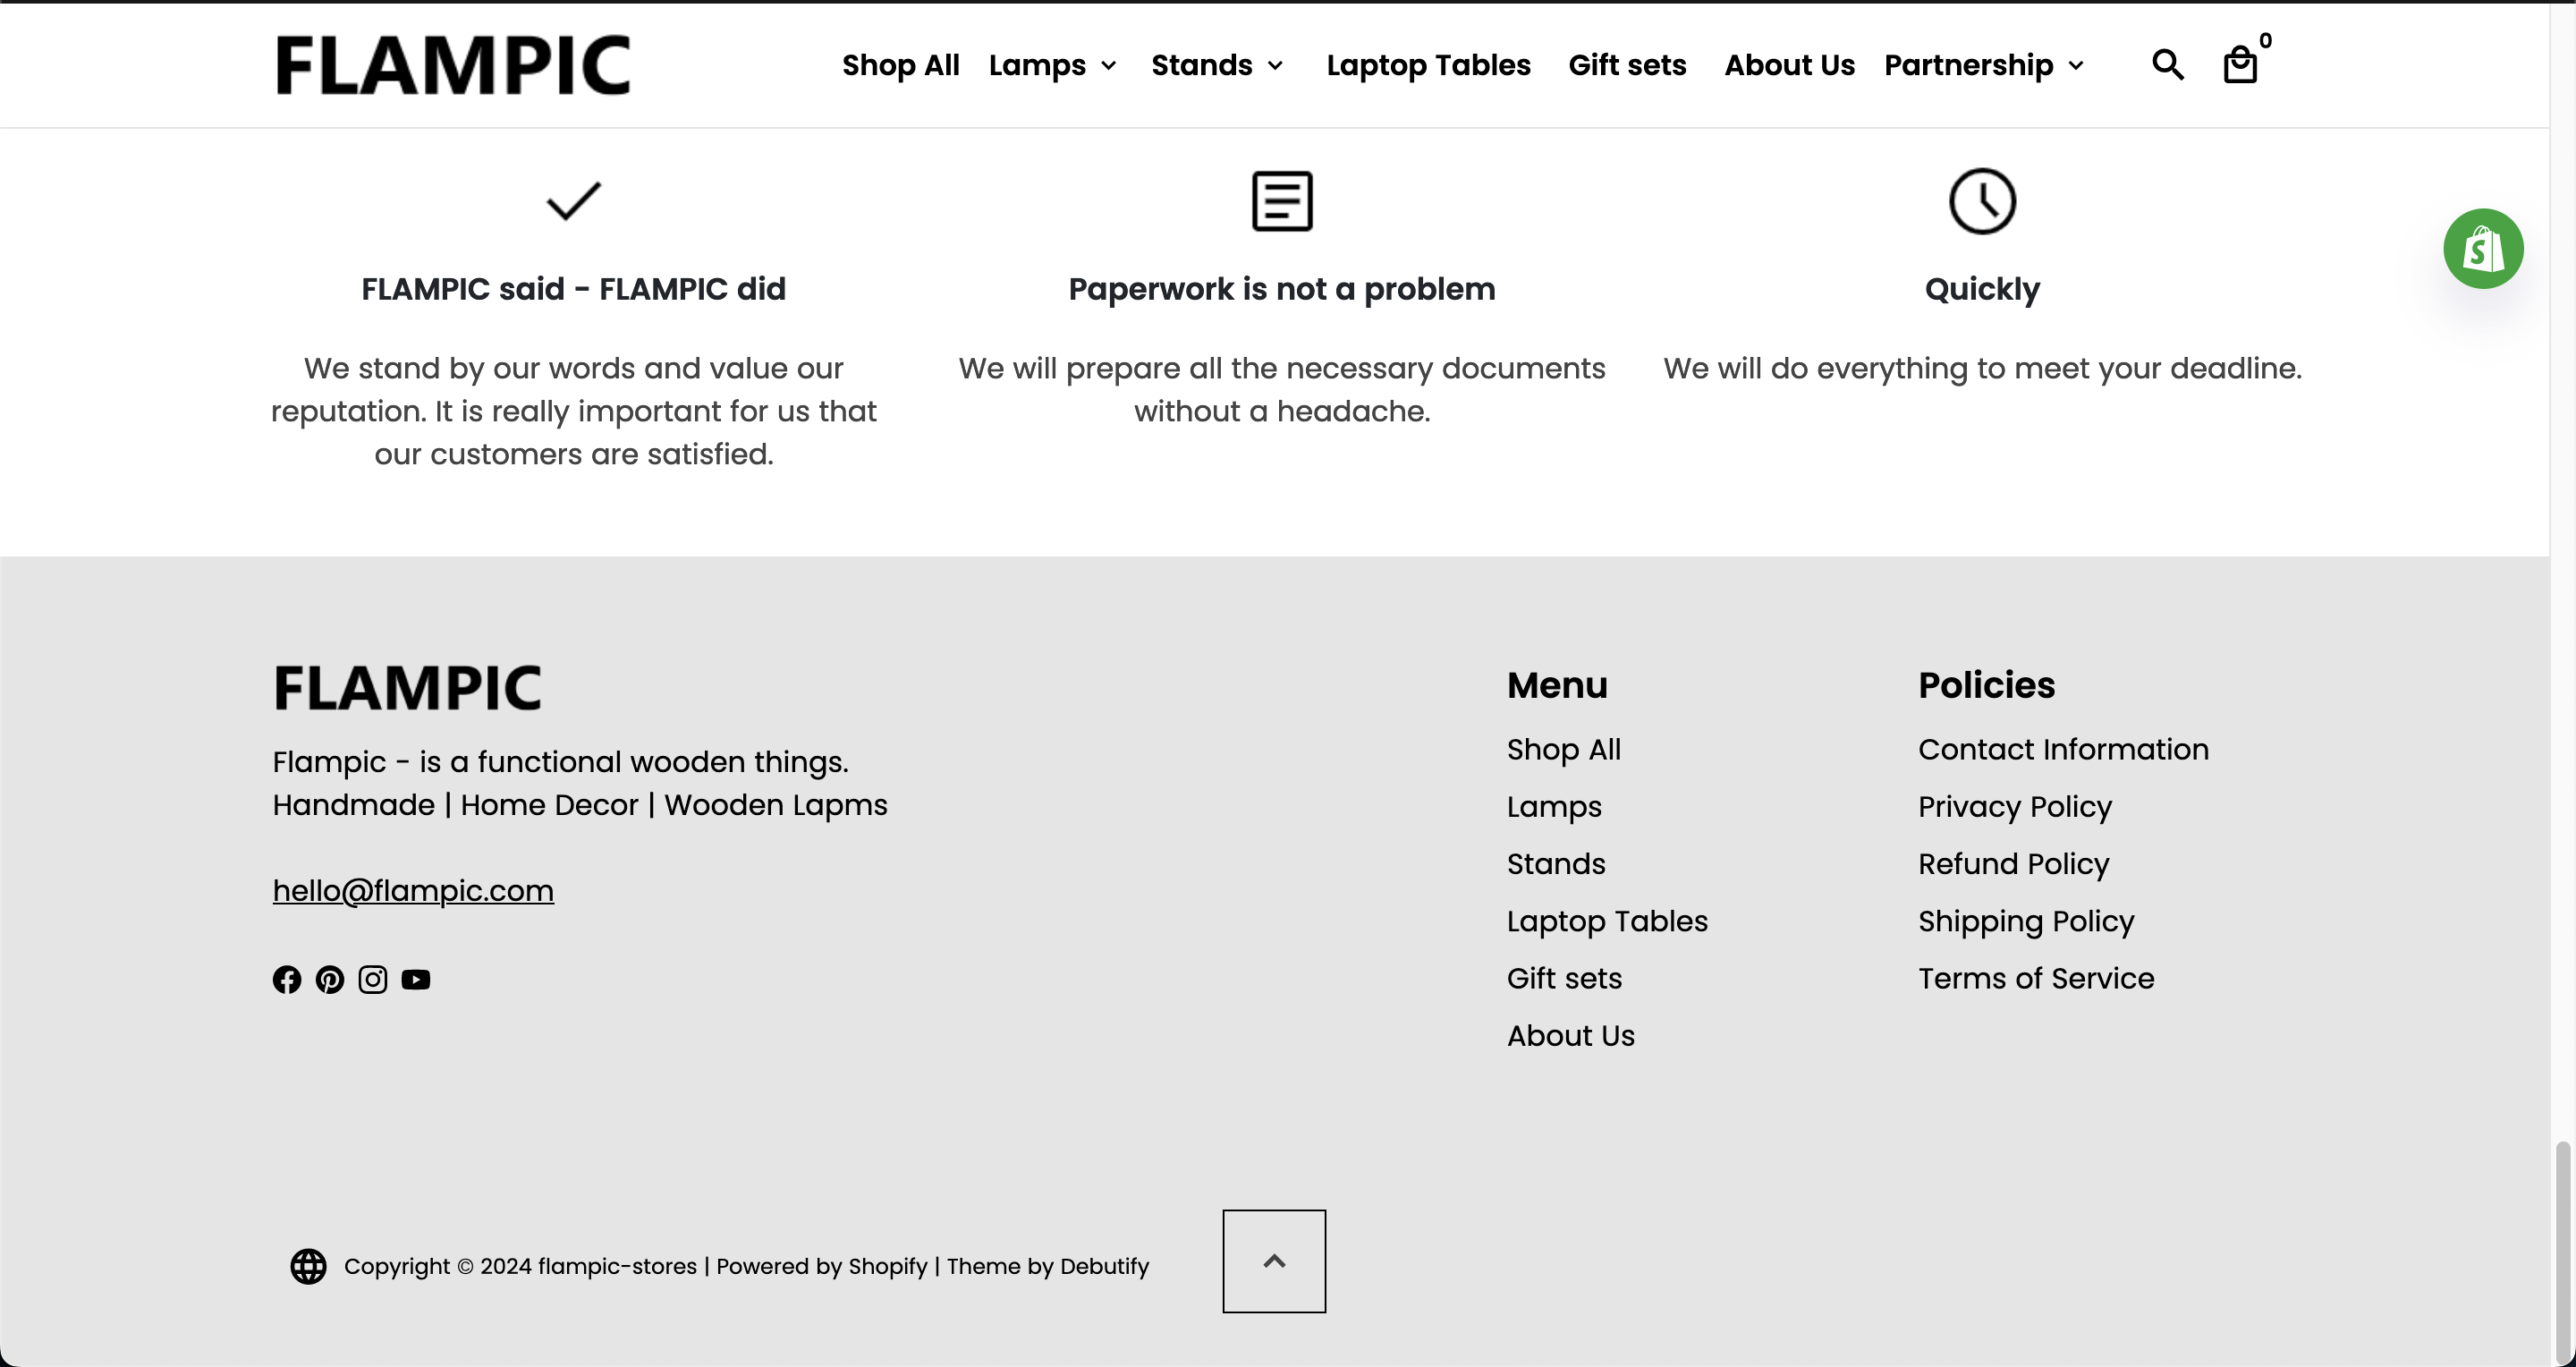 FLAMPIC
Shop All Lamps Stands Laptop Tables Gift sets About Us Partnership 0
FLAMPIC said - FLAMPIC did
We stand by our words and value our
reputation. It is really important for us that
our customers are satisfied.
Paperwork is not a problem
We will prepare all the necessary documents
without a headache.
Quickly
We will do everything to meet your deadline.
FLAMPIC
Flampic - is a functional wooden things.
Handmade | Home Decor | Wooden Lapms
hello@flampic.com
Menu
Shop All
Lamps
Stands
Laptop Tables
Gift sets
About Us
Policies
Contact Information
Privacy Policy
Refund Policy
Shipping Policy
Terms of Service
Copyright © 2024 flampic-stores | Powered by Shopify | Theme by Debutify